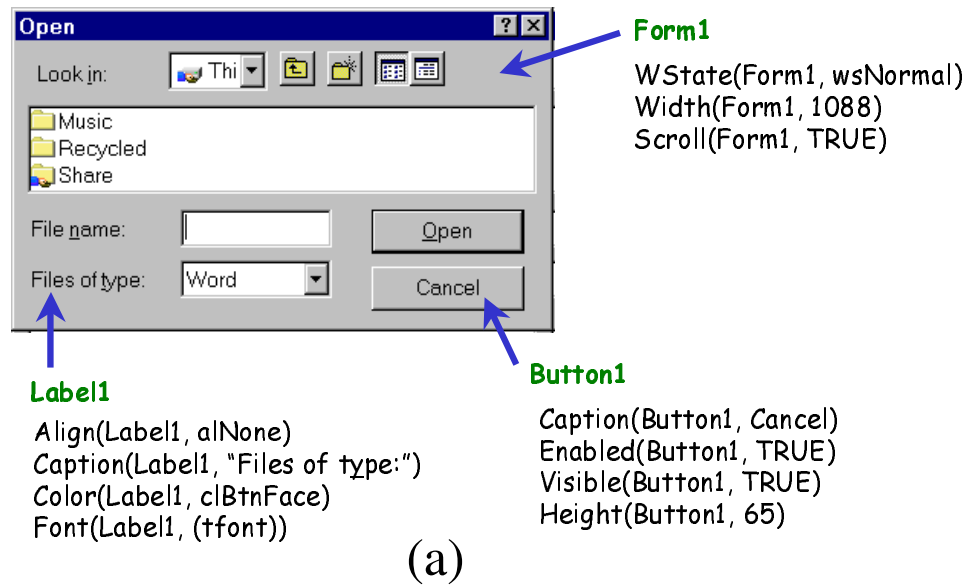 Open
Form1
Look in:
Thi
WState(Form1, wsNormal)
Width(Form1, 1088)
Scroll(Form1, TRUE)
Music
Recycled
Share
File name:
Open
Files of type:
Word
Cancel
Label1
Align(Label1, alNone)
Caption(Label1, “Files of type:”)
Color(Label1, clBtnFace)
Font(Label1, (tfont))
Button1
Caption(Button1, Cancel)
Enabled(Button1, TRUE)
Visible(Button1, TRUE)
Height(Button1, 65)
(a)